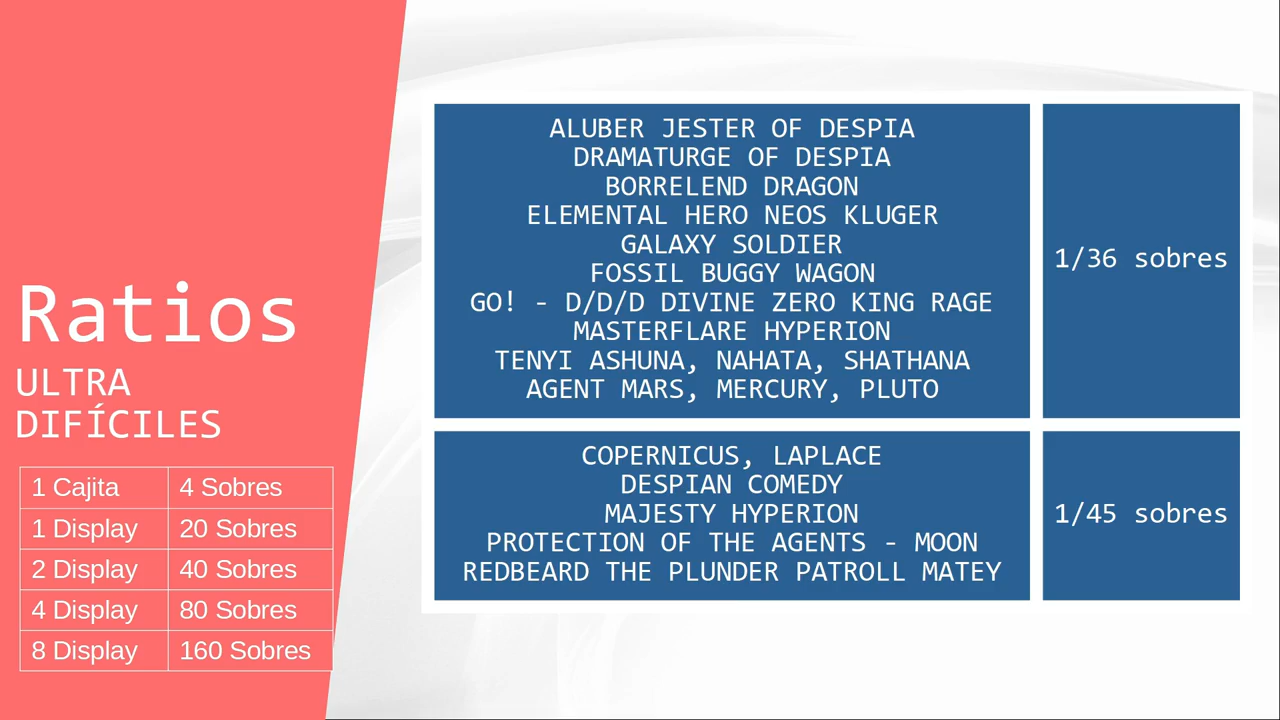 Ratios
ULTRA
DIFÍCILES
1 Cajita 4 Sobres
1 Display 20 Sobres
2 Display 40 Sobres
4 Display 80 Sobres
8 Display 160 Sobres
ALUBER JESTER OF DESPIA
DRAMATURGE OF DESPIA
BORRELEND DRAGON
ELEMENTAL HERO NEOS KLUGER
GALAXY SOLDIER
FOSSIL BUGGY WAGON
GO! - D/D/D DIVINE ZERO KING RAGE
MASTERFLARE HYPERION
TENYI ASHUNA, NAHATA, SHATHANA
AGENT MARS, MERCURY, PLUTO
1/36 sobres
COPERNICUS, LAPLACE
DESPIAN COMEDY
MAJESTY HYPERION
PROTECTION OF THE AGENTS - MOON
REDBEARD THE PLUNDER PATROLL MATEY
1/45 sobres